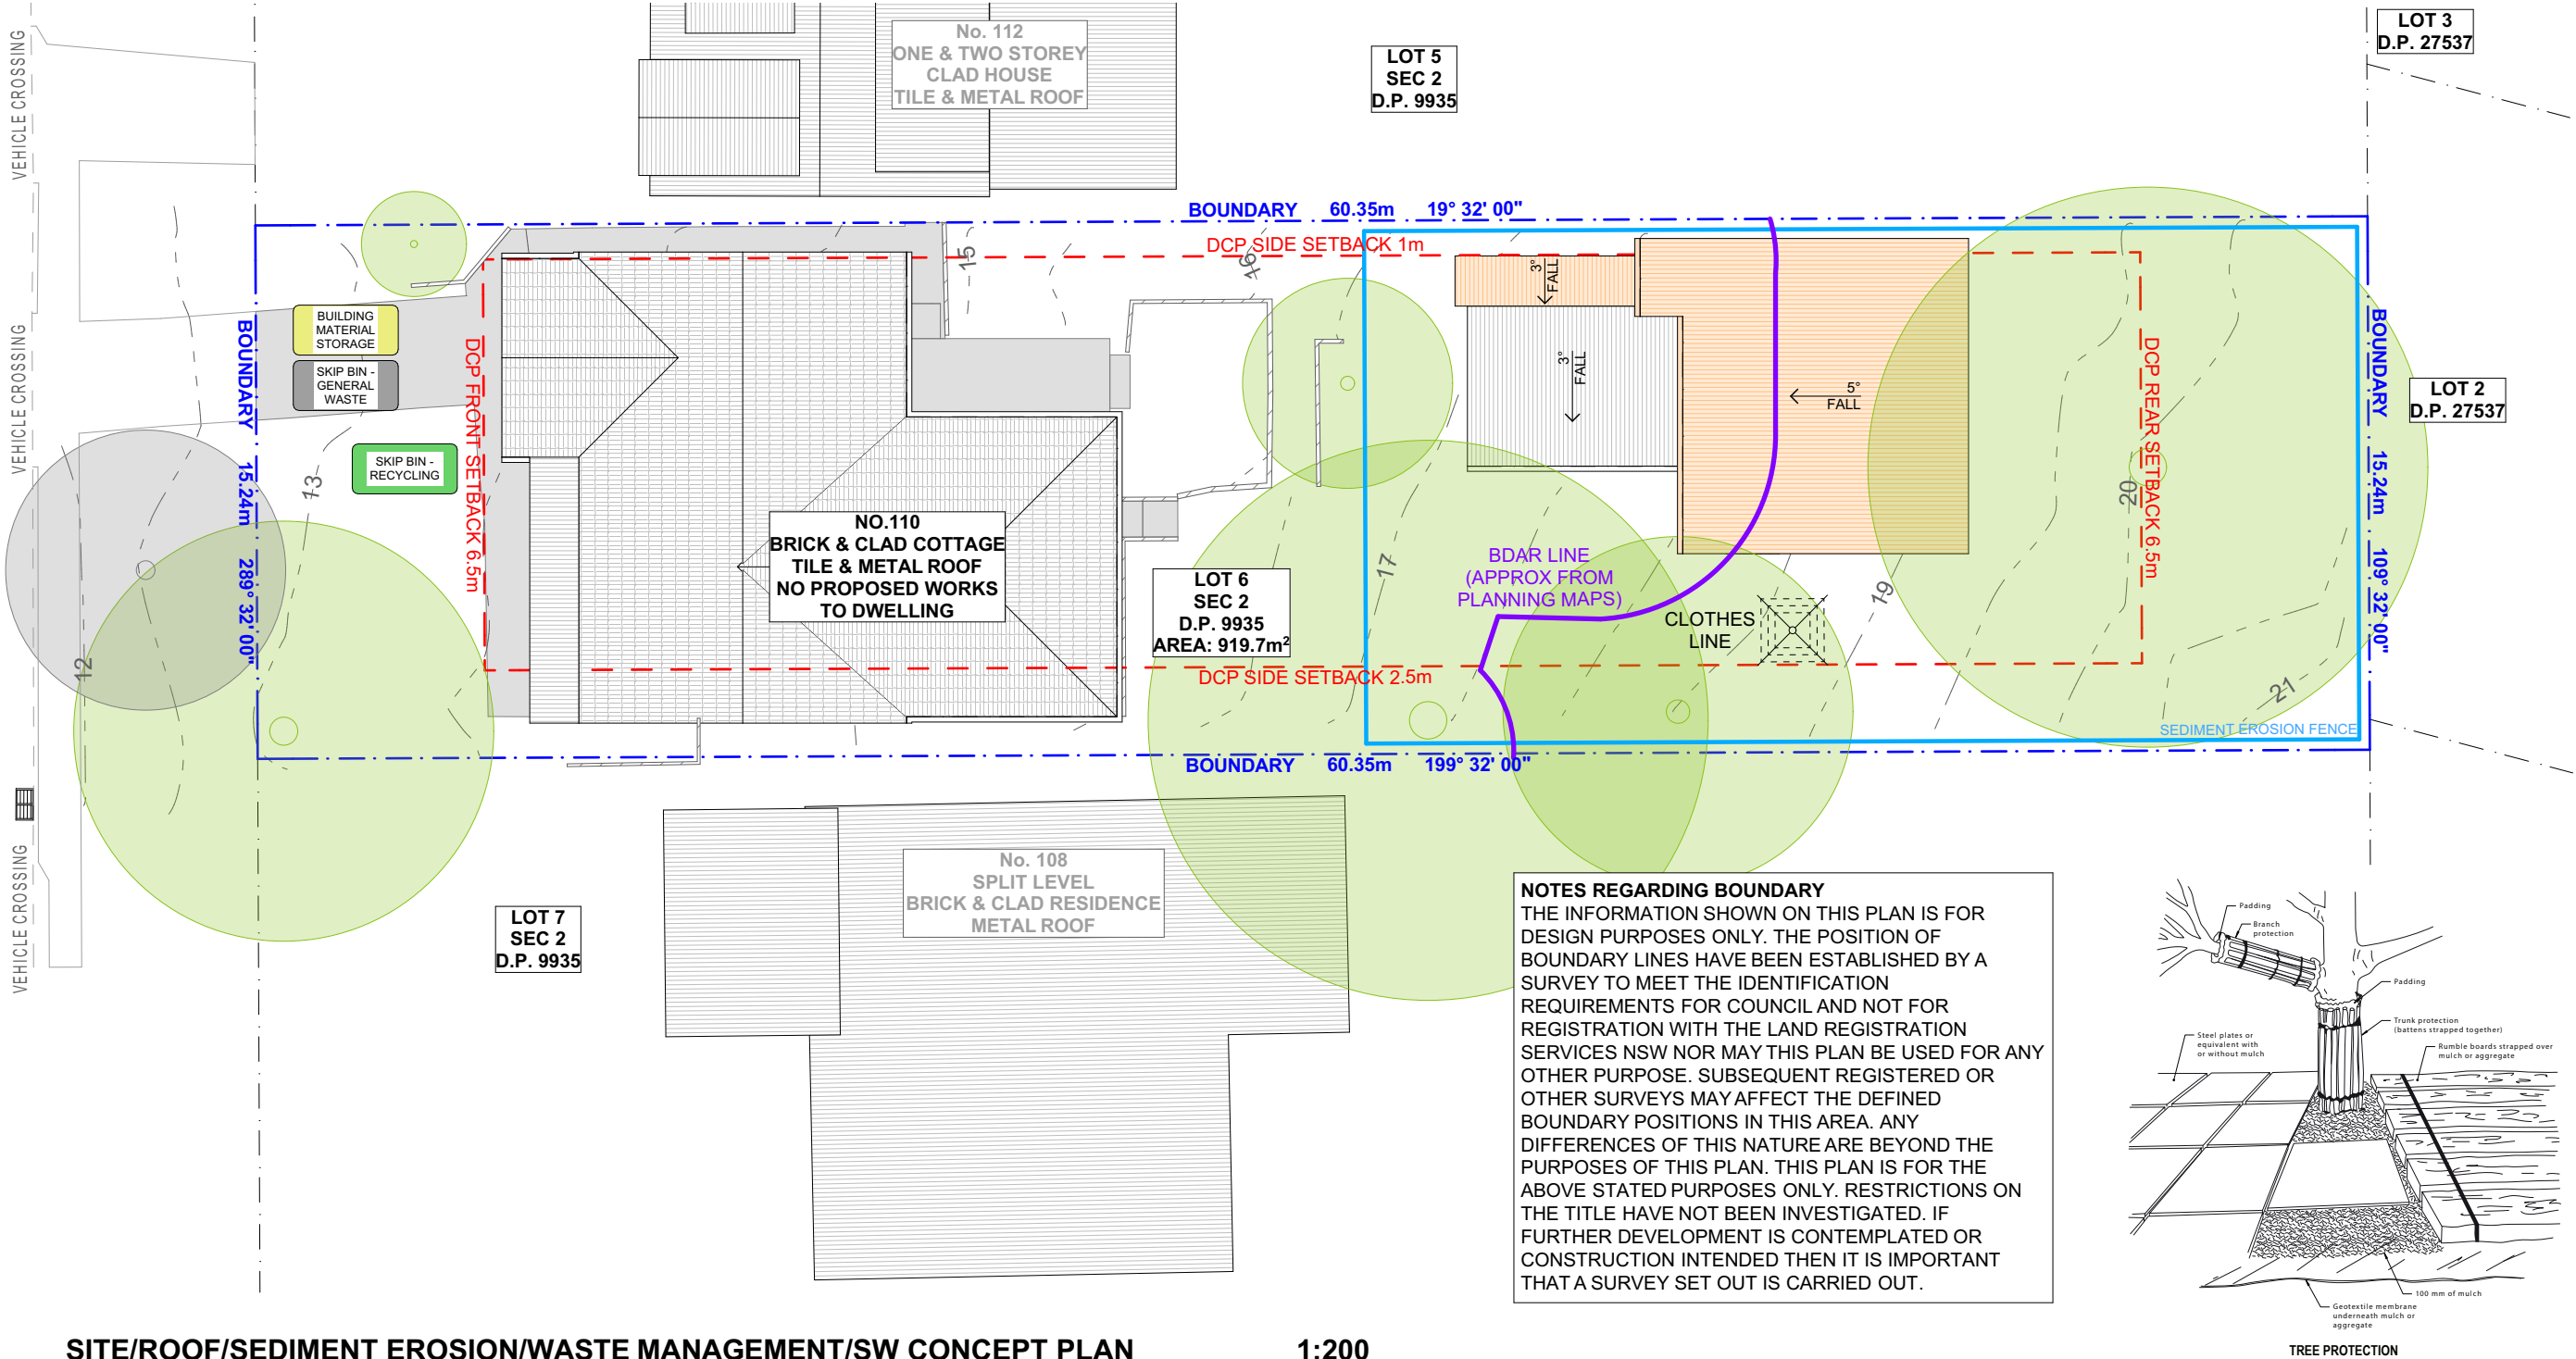 VEHICLE CROSSING
VEHICLE CROSSING
VEHICLE CROSSING
No. 112
ONE & TWO STOREY
CLAD HOUSE
TILE & METAL ROOF
LOT 5
SEC 2
D.P. 9935
LOT 3
D.P. 27537
BOUNDARY 60.35m 19° 32' 00"
DCP SIDE SETBACK 1m
15
16
3°
FALL
3°
FALL
5°
FALL
BUILDING
MATERIAL
STORAGE
SKIP BIN -
GENERAL
WASTE
SKIP BIN -
RECYCLING
BOUNDARY 15.24m 289° 32' 00"
DCP FRONT SETBACK 6.5m
13
12
NO.110
BRICK & CLAD COTTAGE
TILE & METAL ROOF
NO PROPOSED WORKS
TO DWELLING
LOT 6
SEC 2
D.P. 9935
AREA: 919.7m²
17
BDAR LINE
(APPROX FROM
PLANNING MAPS)
CLOTHES
LINE
19
20
21
DCP REAR SETBACK 6.5m
BOUNDARY 15.24m 109° 32' 00"
LOT 2
D.P. 27537
DCP SIDE SETBACK 2.5m
SEDIMENT EROSION FENCE
BOUNDARY 60.35m 199° 32' 00"
No. 108
SPLIT LEVEL
BRICK & CLAD RESIDENCE
METAL ROOF
LOT 7
SEC 2
D.P. 9935
NOTES REGARDING BOUNDARY
THE INFORMATION SHOWN ON THIS PLAN IS FOR
DESIGN PURPOSES ONLY. THE POSITION OF
BOUNDARY LINES HAVE BEEN ESTABLISHED BY A
SURVEY TO MEET THE IDENTIFICATION
REQUIREMENTS FOR COUNCIL AND NOT FOR
REGISTRATION WITH THE LAND REGISTRATION
SERVICES NSW NOR MAY THIS PLAN BE USED FOR ANY
OTHER PURPOSE. SUBSEQUENT REGISTERED OR
OTHER SURVEYS MAY AFFECT THE DEFINED
BOUNDARY POSITIONS IN THIS AREA. ANY
DIFFERENCES OF THIS NATURE ARE BEYOND THE
PURPOSES OF THIS PLAN. THIS PLAN IS FOR THE
ABOVE STATED PURPOSES ONLY. RESTRICTIONS ON
THE TITLE HAVE NOT BEEN INVESTIGATED. IF
FURTHER DEVELOPMENT IS CONTEMPLATED OR
CONSTRUCTION INTENDED THEN IT IS IMPORTANT
THAT A SURVEY SET OUT IS CARRIED OUT.
Padding
Branch
protection
Padding
Trunk protection
(battens strapped together)
Steel plates or
equivalent with
or without mulch
Rumble boards strapped over
mulch or aggregate
100 mm of mulch
Geotextile membrane
underneath mulch or
aggregate
TREE PROTECTION
SITE/ROOF/SEDIMENT EROSION/WASTE MANAGEMENT/SW CONCEPT PLAN 1:200